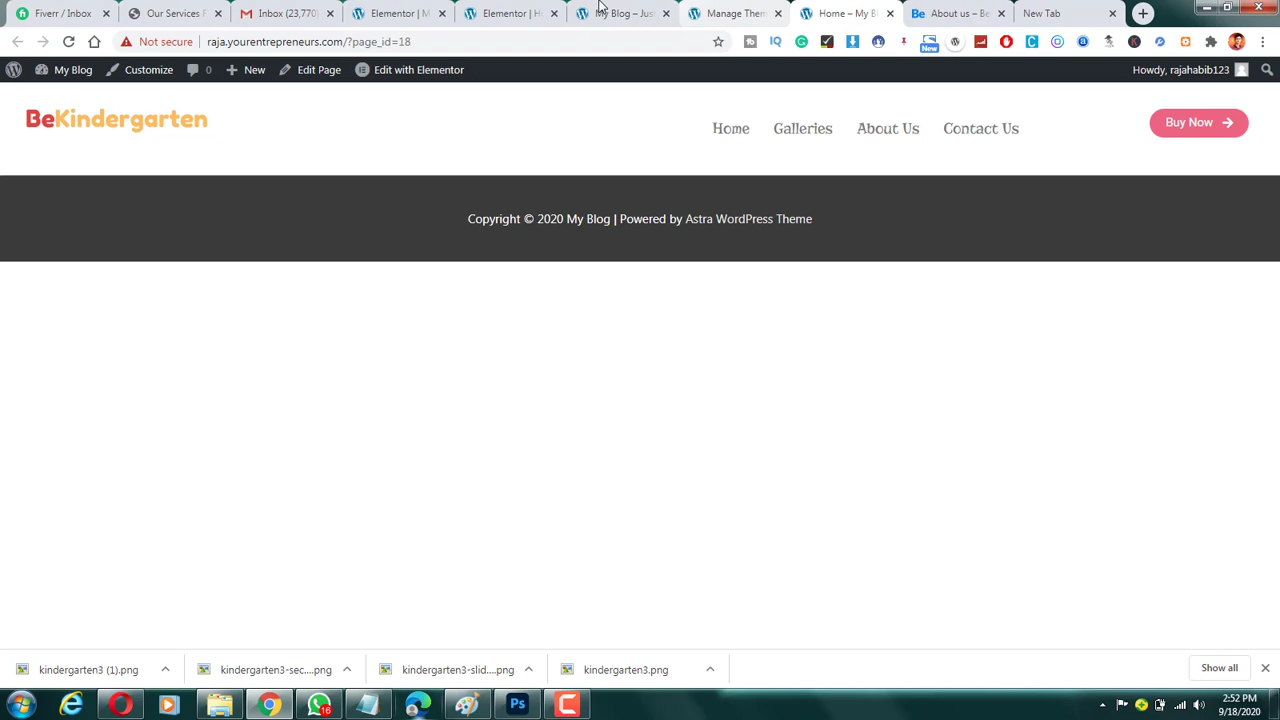 Fiverr / Inbox
Our Services P
Inbox (23,770)
Elementor | M
Elementor | H
My Blog – Jus
Manage Them
Home – My B
About us – Be
New Tab
Not secure
raja.yourentrepreneurs.com/?page_id=18
New
My Blog
Customize
0
New
Edit Page
Edit with Elementor
Howdy, rajahabib123
BeKindergarten
Home
Galleries
About Us
Contact Us
Buy Now
Copyright © 2020 My Blog | Powered by Astra WordPress Theme
kindergarten3 (1).png
kindergarten3-sec....png
kindergarten3-slid....png
kindergarten3.png
Show all
16
2:52 PM
9/18/2020